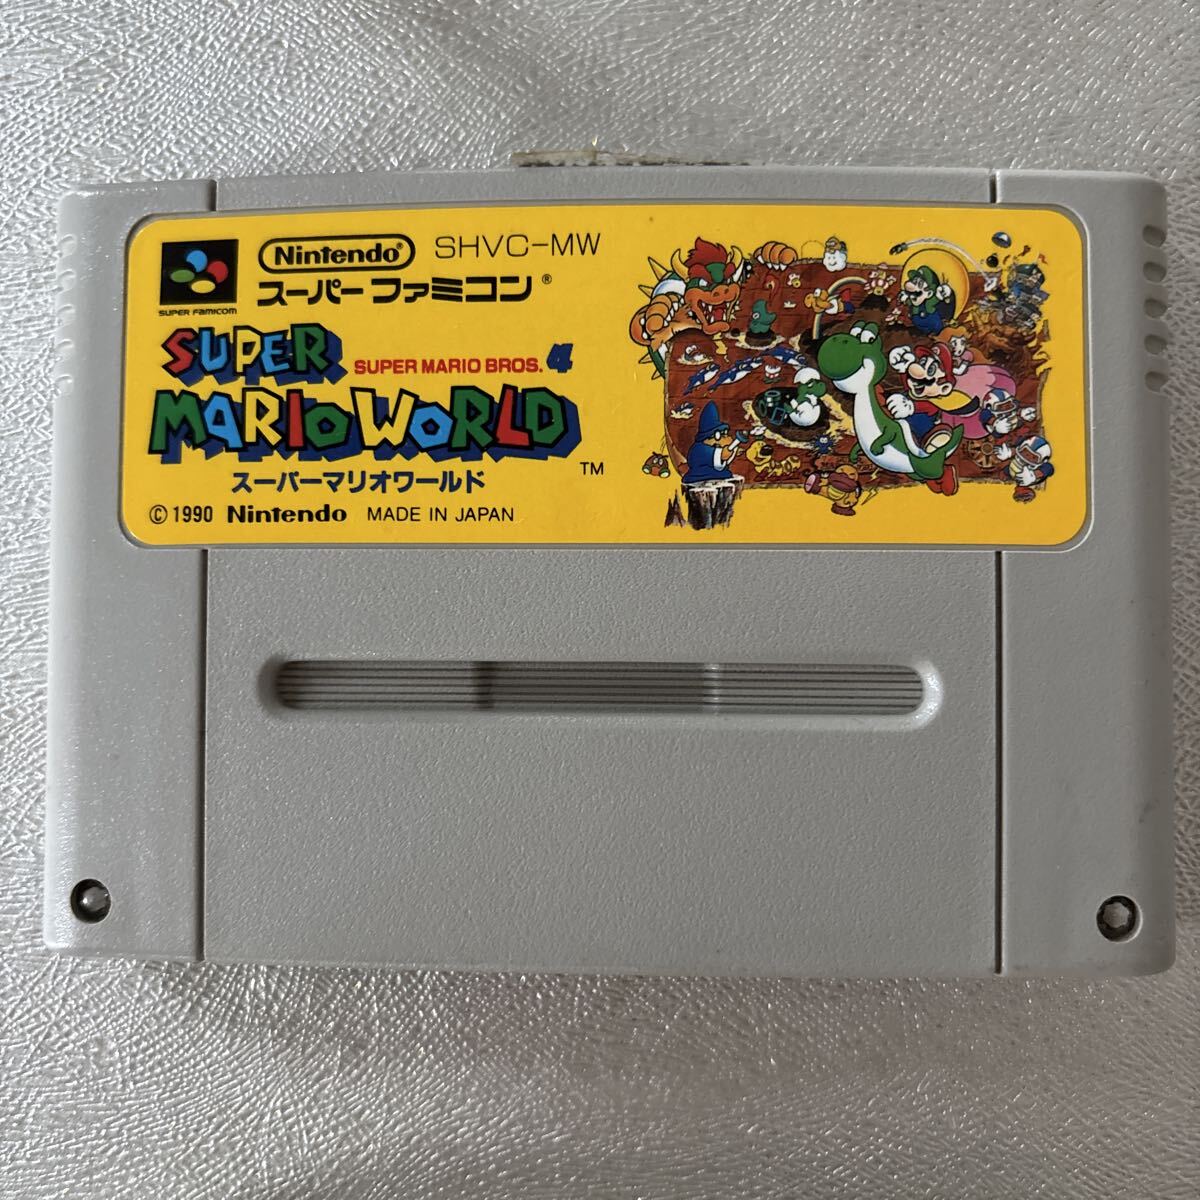 Nintendo® SHVC-MW
スーパーファミコン®
SUPER FAMICOM
SUPER
SUPER MARIO BROS. 4
MARIO WORLD
スーパーマリオワールド ™
© 1990 Nintendo MADE IN JAPAN